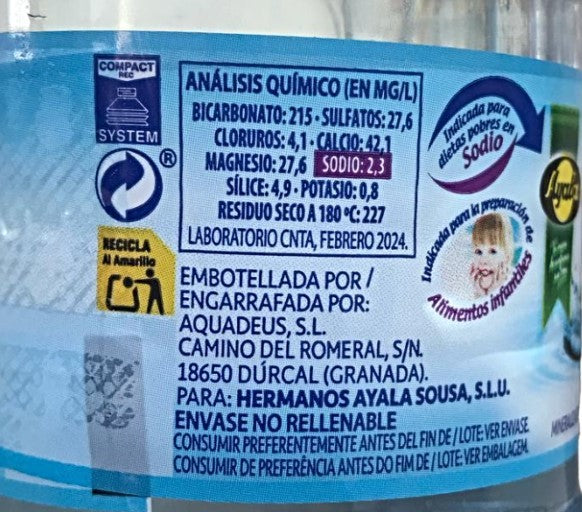 COMPACT
REC
SYSTEM
®
RECICLA
Al Amarillo
ANÁLISIS QUÍMICO (EN MG/L)
BICARBONATO: 215 - SULFATOS: 27,6
CLORUROS: 4,1 - CALCIO: 42,1
MAGNESIO: 27,6 SODIO: 2,3
SÍLICE: 4,9 - POTASIO: 0,8
RESIDUO SECO A 180 ºC: 227
LABORATORIO CNTA, FEBRERO 2024.
EMBOTELLADA POR /
ENGARRAFADA POR:
AQUADEUS, S.L.
CAMINO DEL ROMERAL, S/N.
18650 DÚRCAL (GRANADA).
PARA: HERMANOS AYALA SOUSA, S.L.U.
ENVASE NO RELLENABLE
CONSUMIR PREFERENTEMENTE ANTES DEL FIN DE / LOTE: VER ENVASE
CONSUMIR DE PREFERÊNCIA ANTES DO FIM DE / LOTE: VER EMBALAGEM
Indicada para
dietas pobres en
Sodio
Indicada para la preparación de
Alimentos infantiles